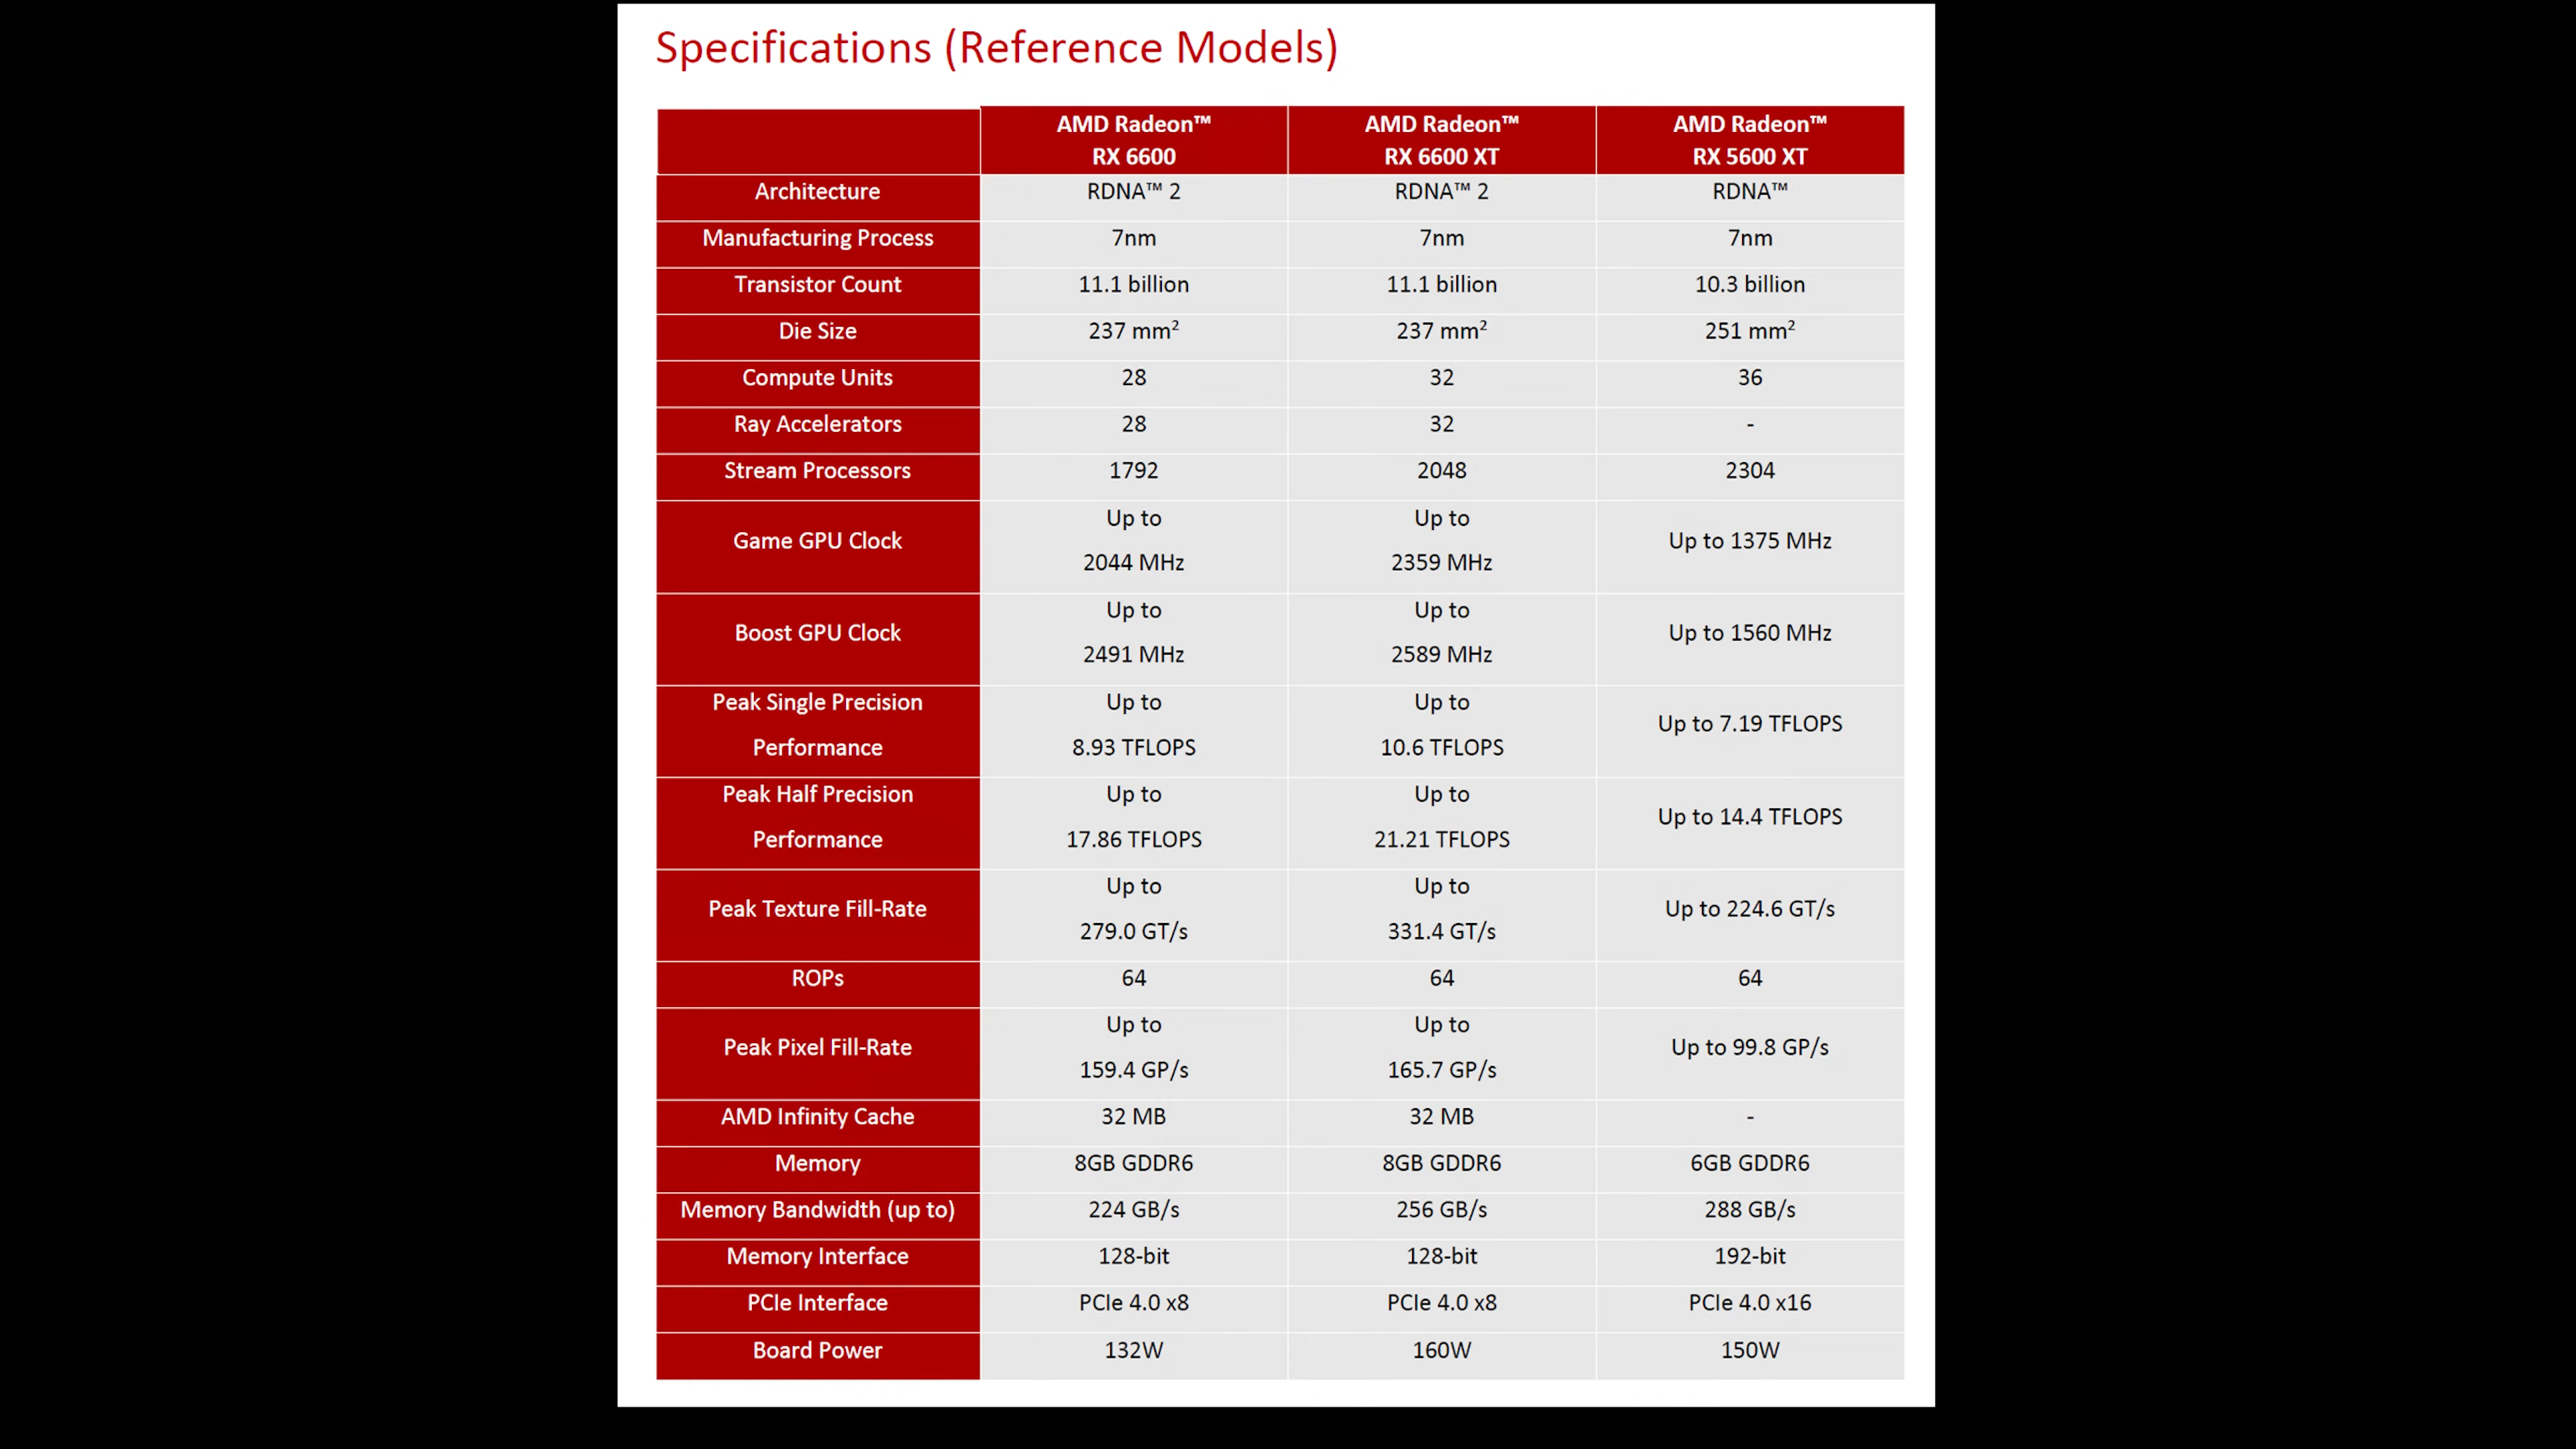 Specifications (Reference Models)
AMD Radeon™ RX 6600 AMD Radeon™ RX 6600 XT AMD Radeon™ RX 5600 XT
Architecture RDNA™ 2 RDNA™ 2 RDNA™
Manufacturing Process 7nm 7nm 7nm
Transistor Count 11.1 billion 11.1 billion 10.3 billion
Die Size 237 mm² 237 mm² 251 mm²
Compute Units 28 32 36
Ray Accelerators 28 32 -
Stream Processors 1792 2048 2304
Game GPU Clock Up to 2044 MHz Up to 2359 MHz Up to 1375 MHz
Boost GPU Clock Up to 2491 MHz Up to 2589 MHz Up to 1560 MHz
Peak Single Precision Performance Up to 8.93 TFLOPS Up to 10.6 TFLOPS Up to 7.19 TFLOPS
Peak Half Precision Performance Up to 17.86 TFLOPS Up to 21.21 TFLOPS Up to 14.4 TFLOPS
Peak Texture Fill-Rate Up to 279.0 GT/s Up to 331.4 GT/s Up to 224.6 GT/s
ROPs 64 64 64
Peak Pixel Fill-Rate Up to 159.4 GP/s Up to 165.7 GP/s Up to 99.8 GP/s
AMD Infinity Cache 32 MB 32 MB -
Memory 8GB GDDR6 8GB GDDR6 6GB GDDR6
Memory Bandwidth (up to) 224 GB/s 256 GB/s 288 GB/s
Memory Interface 128-bit 128-bit 192-bit
PCIe Interface PCIe 4.0 x8 PCIe 4.0 x8 PCIe 4.0 x16
Board Power 132W 160W 150W